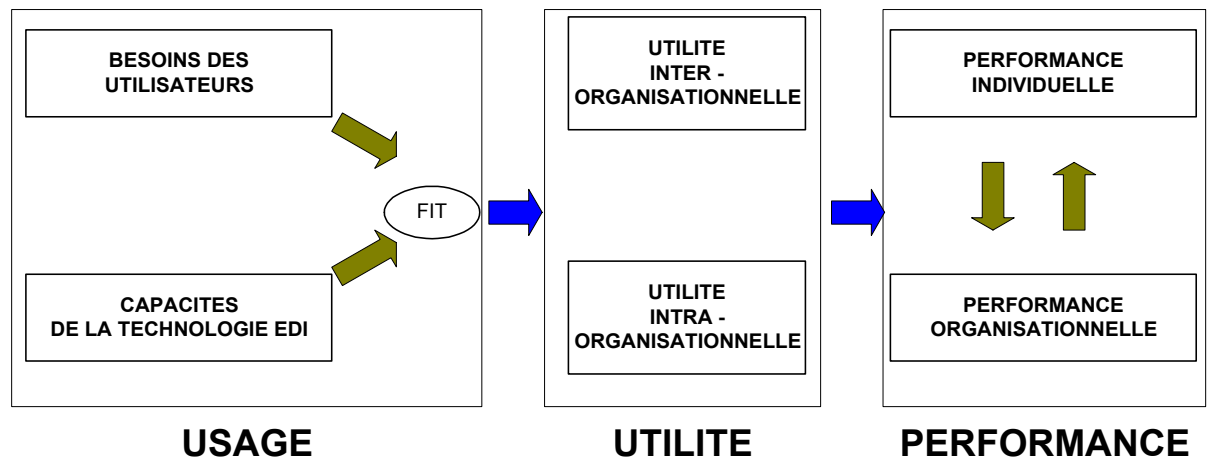 BESOINS DES
UTILISATEURS
FIT
CAPACITES
DE LA TECHNOLOGIE EDI
USAGE
UTILITE
INTER -
ORGANISATIONNELLE
UTILITE
INTRA -
ORGANISATIONNELLE
UTILITE
PERFORMANCE
INDIVIDUELLE
PERFORMANCE
ORGANISATIONNELLE
PERFORMANCE